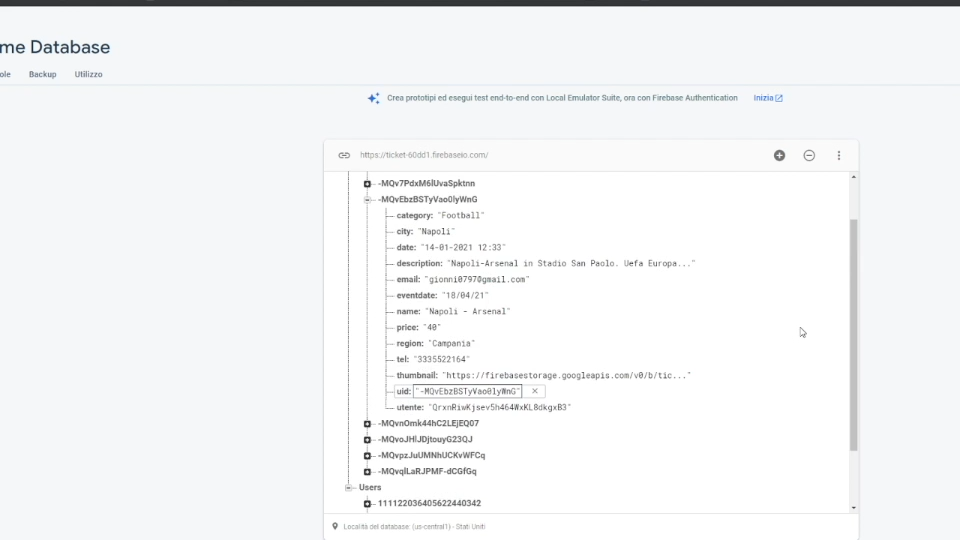 me Database
ole Backup Utilizzo
Crea prototipi ed esegui test end-to-end con Local Emulator Suite, ora con Firebase Authentication Inizia
https://ticket-60dd1.firebaseio.com/
-MQv7PdxM6lUvaSpktnn
-MQvEbzBSTyVao0lyWnG
category: "Football"
city: "Napoli"
date: "14-01-2021 12:33"
description: "Napoli-Arsenal in Stadio San Paolo. Uefa Europa..."
email: "gionni0797@gmail.com"
eventdate: "18/04/21"
name: "Napoli - Arsenal"
price: "40"
region: "Campania"
tel: "3335522164"
thumbnail: "https://firebasestorage.googleapis.com/v0/b/tic..."
uid: "-MQvEbzBSTyVao0lyWnG"
utente: "QrxnRiwKjsev5h464WxKL8dkgxB3"
-MQvnOmk44hC2LEjEQ07
-MQvoJHlJDjtouyG23QJ
-MQvpzJuUMNhUCKvWFCq
-MQvqlLaRJPMF-dCGfGq
Users
111122036405622440342
Località del database: (us-central1) - Stati Uniti